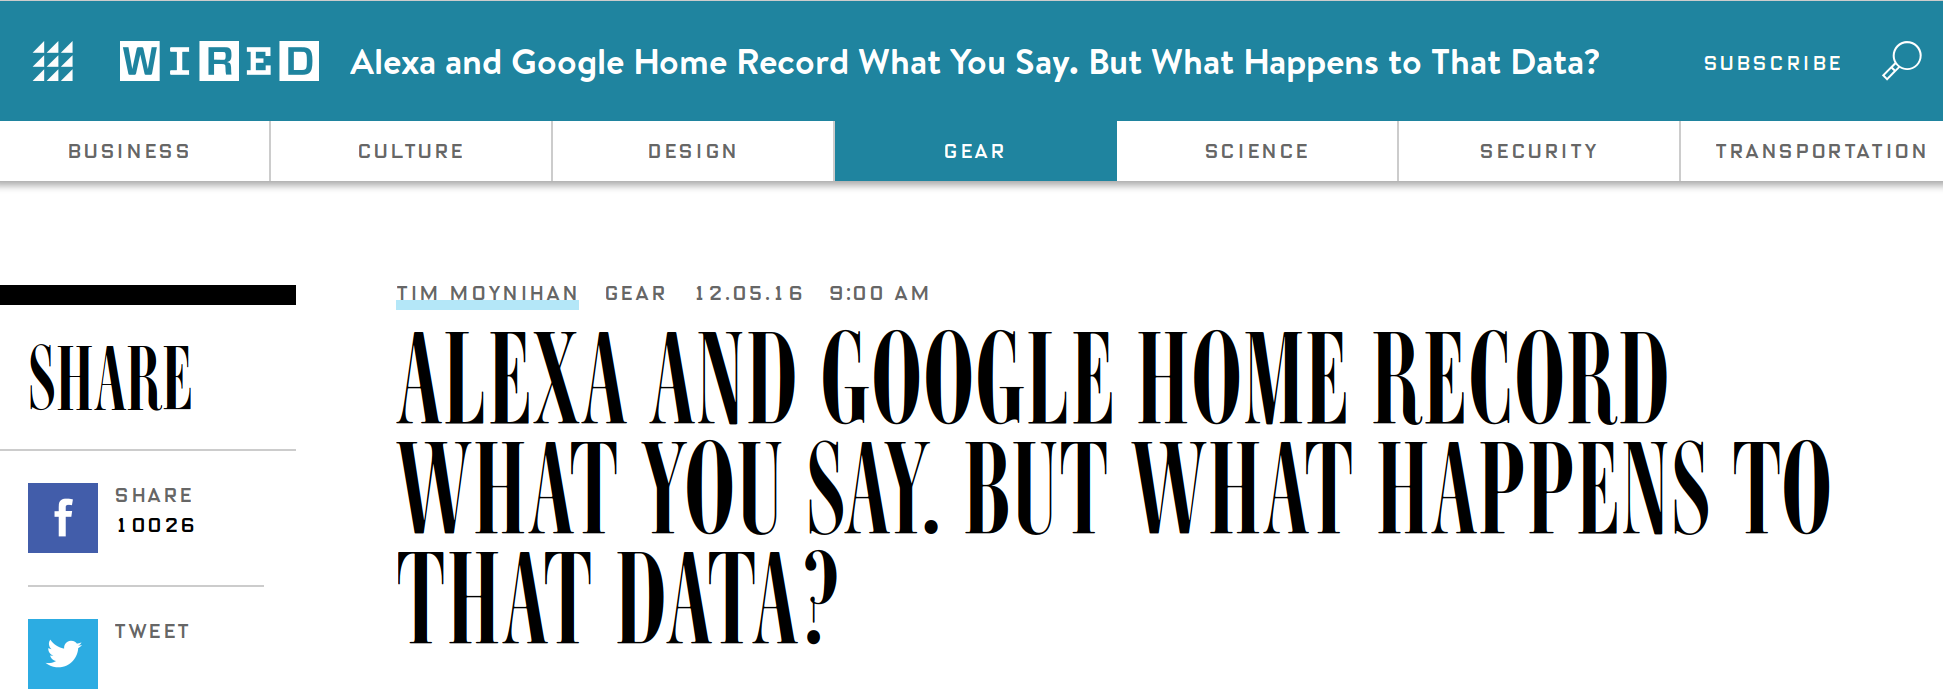 WIRED Alexa and Google Home Record What You Say. But What Happens to That Data? SUBSCRIBE
BUSINESS CULTURE DESIGN GEAR SCIENCE SECURITY TRANSPORTATION
TIM MOYNIHAN GEAR 12.05.16 9:00 AM
ALEXA AND GOOGLE HOME RECORD
WHAT YOU SAY. BUT WHAT HAPPENS TO
THAT DATA?
SHARE
SHARE
10026
TWEET